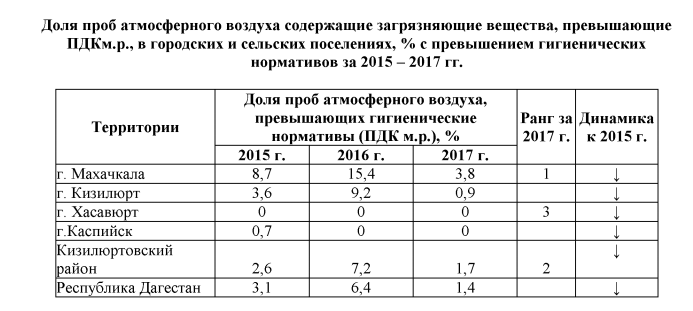 Доля проб атмосферного воздуха содержащие загрязняющие вещества, превышающие
ПДКм.р., в городских и сельских поселениях, % с превышением гигиенических
нормативов за 2015 – 2017 гг.
Территории
Доля проб атмосферного воздуха,
превышающих гигиенические
нормативы (ПДК м.р.), %
Ранг за
2017 г.
Динамика
к 2015 г.
2015 г. 2016 г. 2017 г.
г. Махачкала 8,7 15,4 3,8 1 ↓
г. Кизилюрт 3,6 9,2 0,9 ↓
г. Хасавюрт 0 0 0 3 ↓
г.Каспийск 0,7 0 0 ↓
Кизилюртовский ↓
район 2,6 7,2 1,7 2
Республика Дагестан 3,1 6,4 1,4 ↓